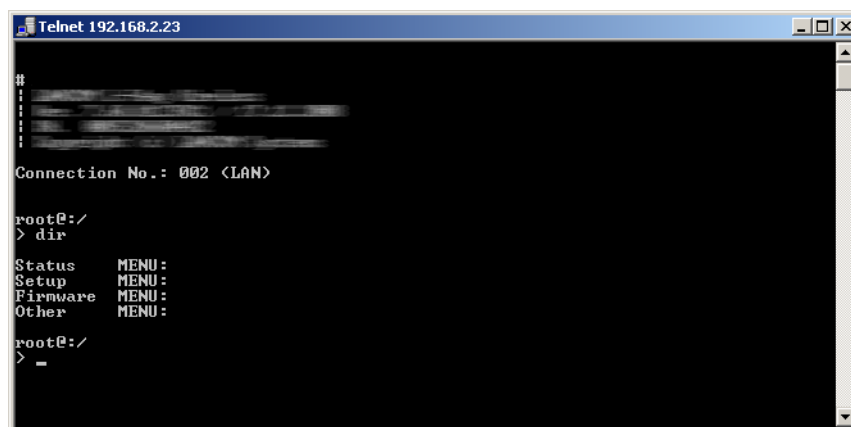 Telnet 192.168.2.23
#
|
|
|
|
Connection No.: 002 (LAN)
root@:/
> dir
Status MENU:
Setup MENU:
Firmware MENU:
Other MENU:
root@:/
> _